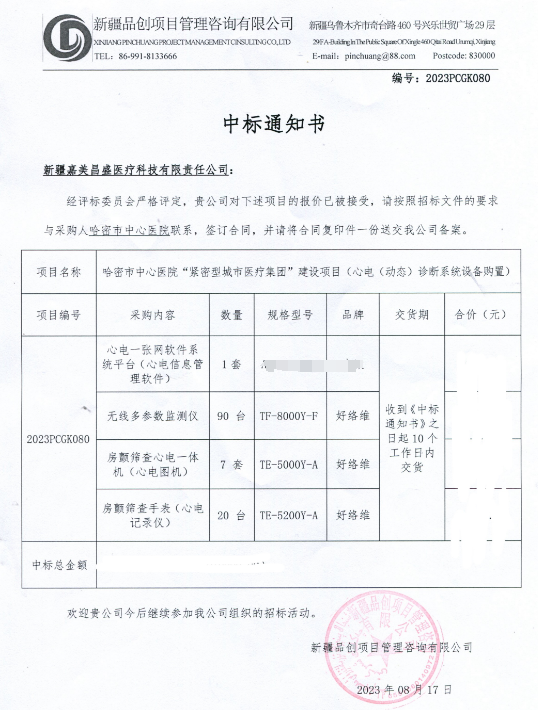 新疆品创项目管理咨询有限公司
XINJIANG PINCHUANG PROJECT MANAGEMENT CINSULTING CO.,LTD
TEL: 86-991-8133666
新疆乌鲁木齐市奇台路460号兴乐世贸广场29层
29F A-Building In The Public Square Of Xingle 460 Qitai Road.Urumqi, Xinjiang
E-mail: pinchuang@88.com Postcode: 830000
编号：2023PCGK080
中标通知书
新疆嘉美昌盛医疗科技有限责任公司：
经评标委员会严格评定，贵公司对下述项目的报价已被接受，请按照招标文件的要求
与采购人哈密市中心医院联系，签订合同，并请将合同复印件一份送交我公司备案。
项目名称 哈密市中心医院“紧密型城市医疗集团”建设项目（心电（动态）诊断系统设备购置）
项目编号 采购内容 数量 规格型号 品牌 交货期 合价（元）
2023PCGK080
心电一张网软件系
统平台（心电信息管
理软件）
1 套
无线多参数监测仪 90 台 TF-8000Y-F 好络维
房颤筛查心电一体
机（心电图机）
7 套 TE-5000Y-A 好络维
房颤筛查手表（心电
记录仪）
20 台 TE-5200Y-A 好络维
收到《中标
通知书》之
日起 10 个
工作日内
交货
中标总金额
欢迎贵公司今后继续参加我公司组织的招标活动。
新疆品创项目管理咨询有限公司
2023 年 08 月 17 日